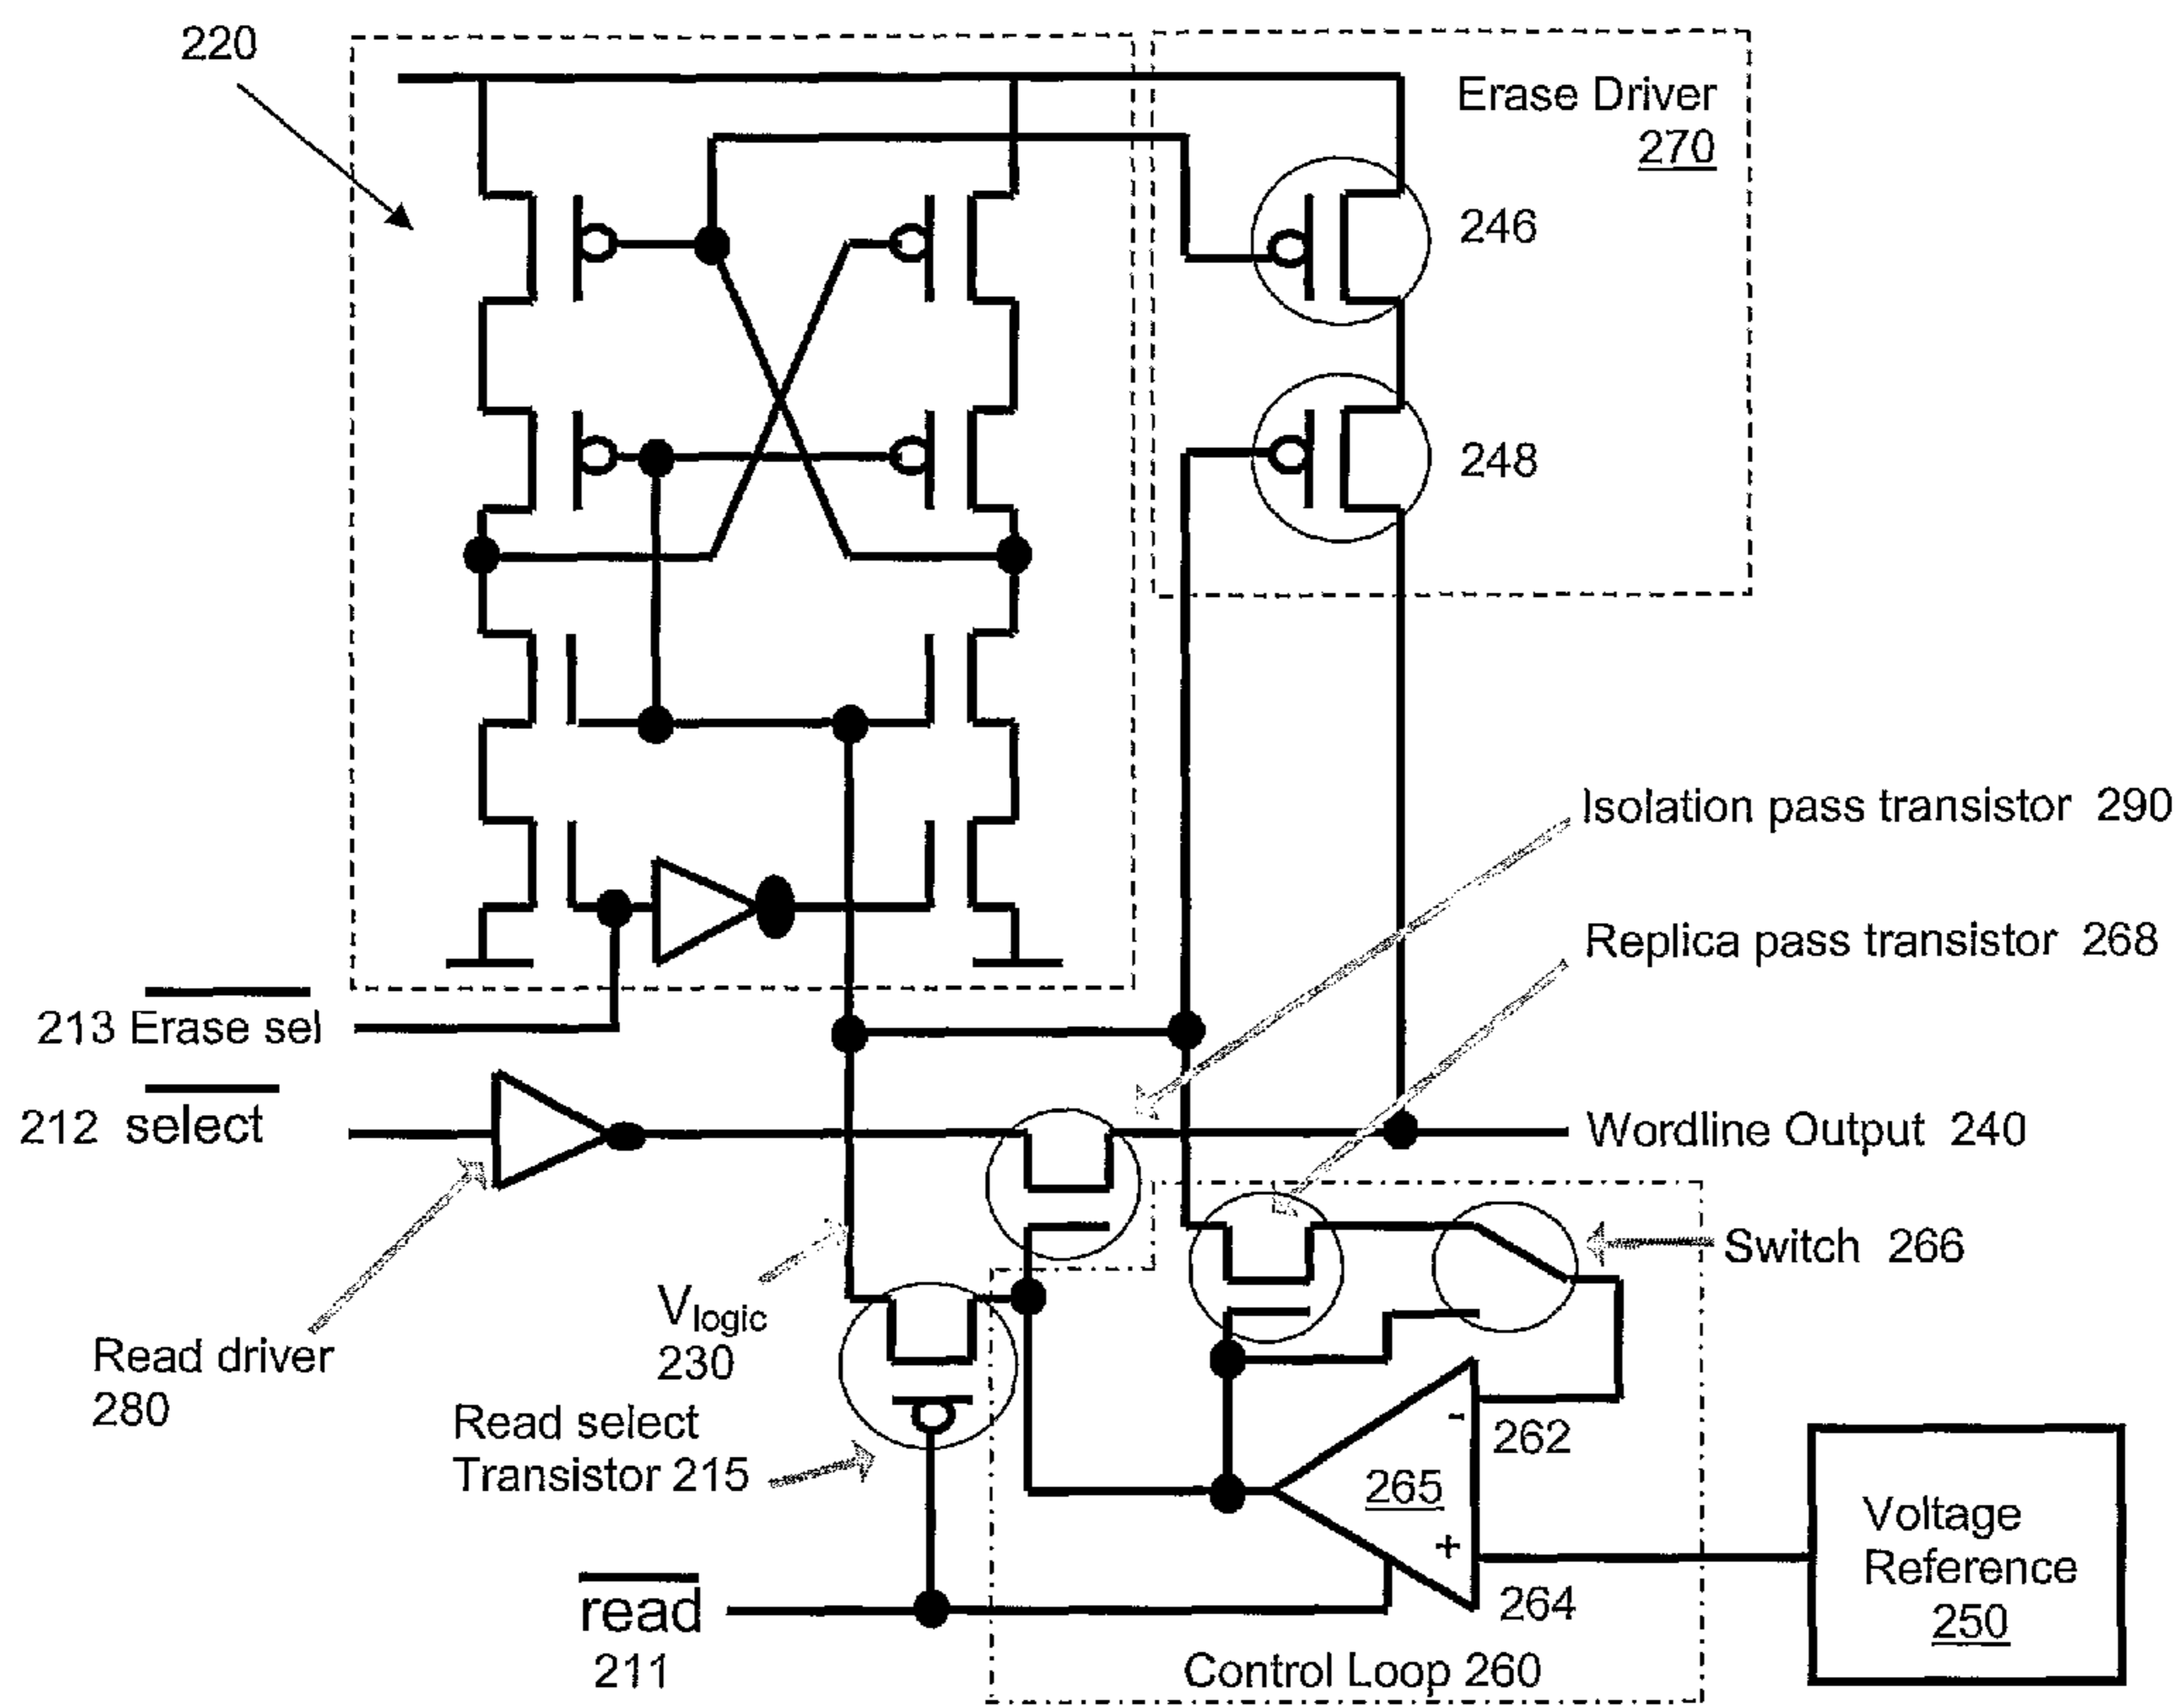 220
Erase Driver
270
246
248
Isolation pass transistor 290
Replica pass transistor 268
213 Erase sel
212 select
Wordline Output 240
Switch 266
Vlogic
230
Read driver
280
Read select
Transistor 215
-
262
265
+
264
Voltage
Reference
250
read
211
Control Loop 260